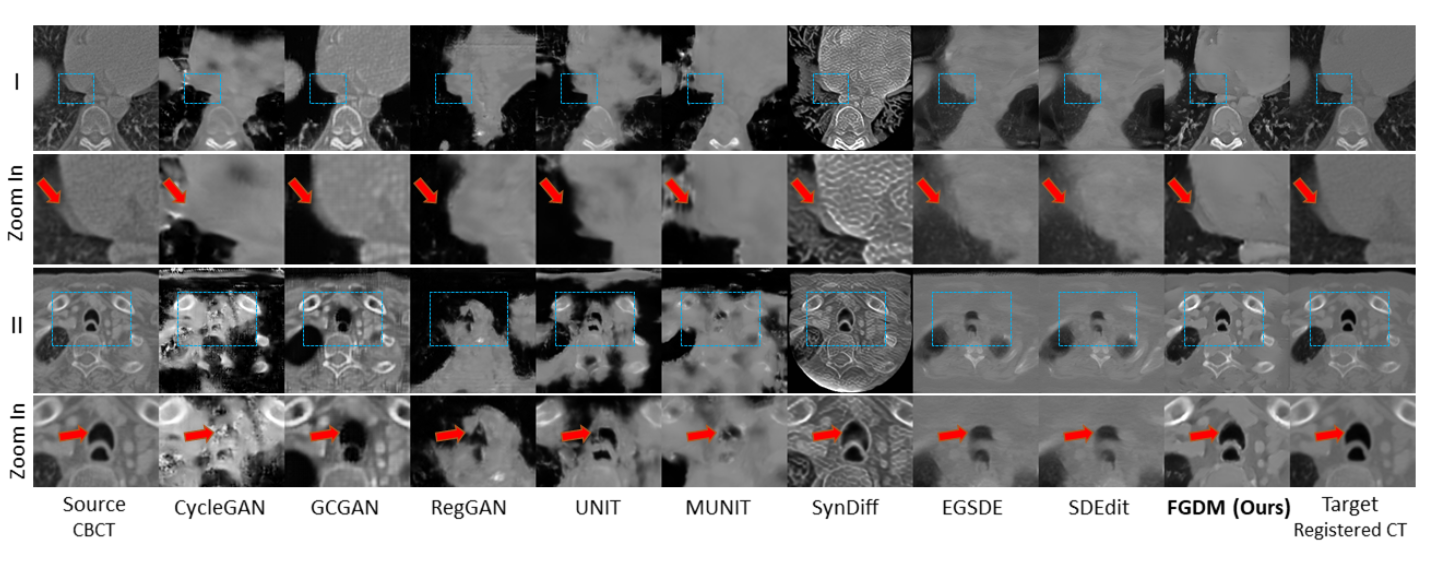 I
Zoom In
II
Zoom In
Source
CBCT
CycleGAN
GCGAN
RegGAN
UNIT
MUNIT
SynDiff
EGSDE
SDEdit
FGDM (Ours)
Target
Registered CT